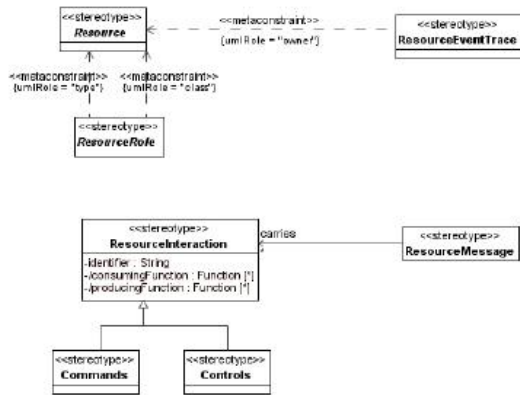 <<stereotype>>
Resource
<<metaconstraint>>
{umlRole = "owner"}
<<stereotype>>
ResourceEventTrace
<<metaconstraint>>
{umlRole = "type"}
<<metaconstraint>>
{umlRole = "class"}
<<stereotype>>
ResourceRole
<<stereotype>>
ResourceInteraction
-identifier : String
-/consumingFunction : Function [*]
-/producingFunction : Function [*]
carries
<<stereotype>>
ResourceMessage
<<stereotype>>
Commands
<<stereotype>>
Controls